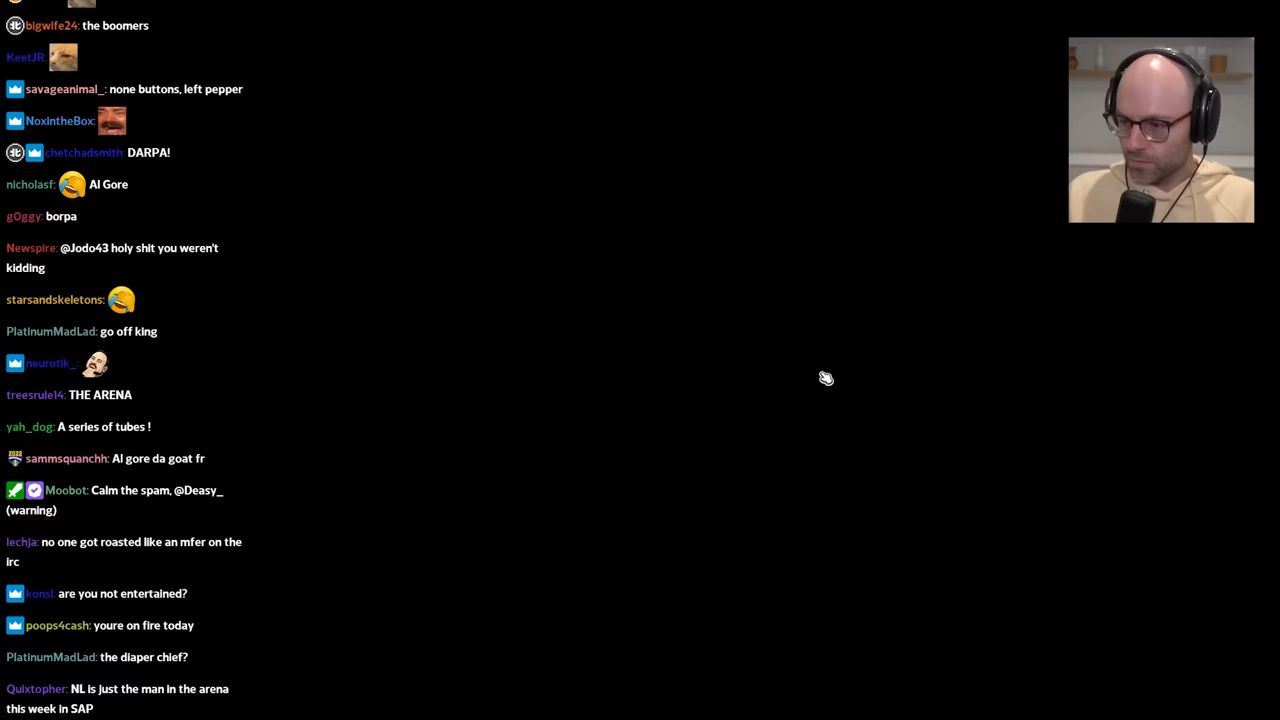 bigwife24: the boomers
KeetJR:
savageanimal_: none buttons, left pepper
NoxintheBox:
chetchadsmith: DARPA!
nicholasf: Al Gore
g0ggy: borpa
Newspire: @Jodo43 holy shit you weren't
kidding
starsandskeletons:
PlatinumMadLad: go off king
neurotik_:
treesrule14: THE ARENA
yah_dog: A series of tubes !
sammsquanchh: Al gore da goat fr
Moobot: Calm the spam, @Deasy_
(warning)
lechja: no one got roasted like an mfer on the
irc
konsl: are you not entertained?
poops4cash: youre on fire today
PlatinumMadLad: the diaper chief?
Quixtopher: NL is just the man in the arena
this week in SAP